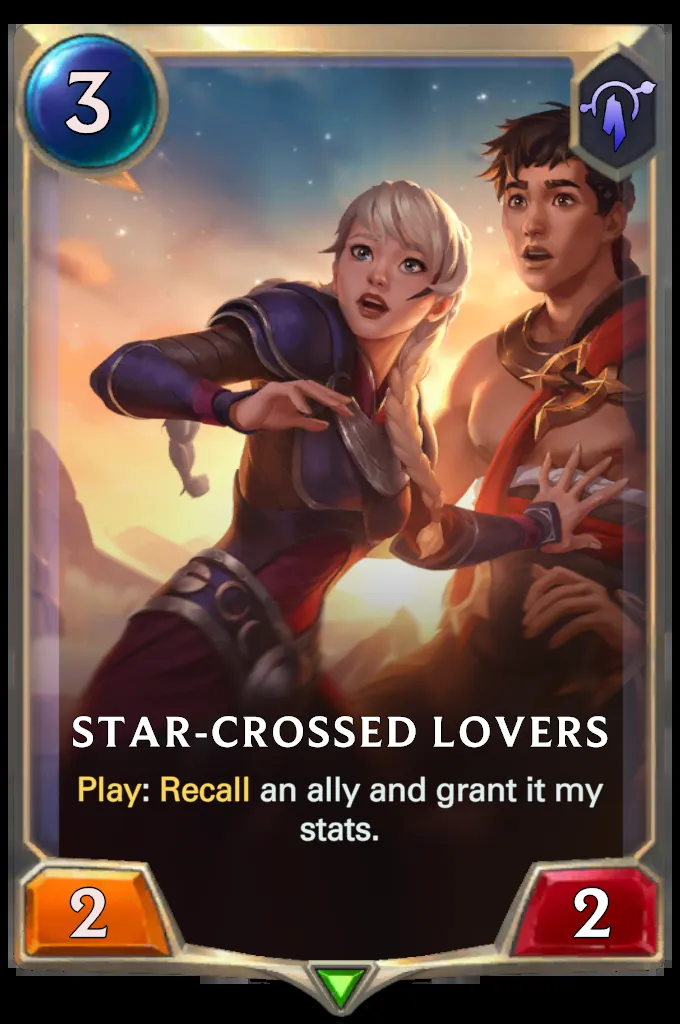 3
STAR-CROSSED LOVERS
Play: Recall an ally and grant it my
stats.
2 2